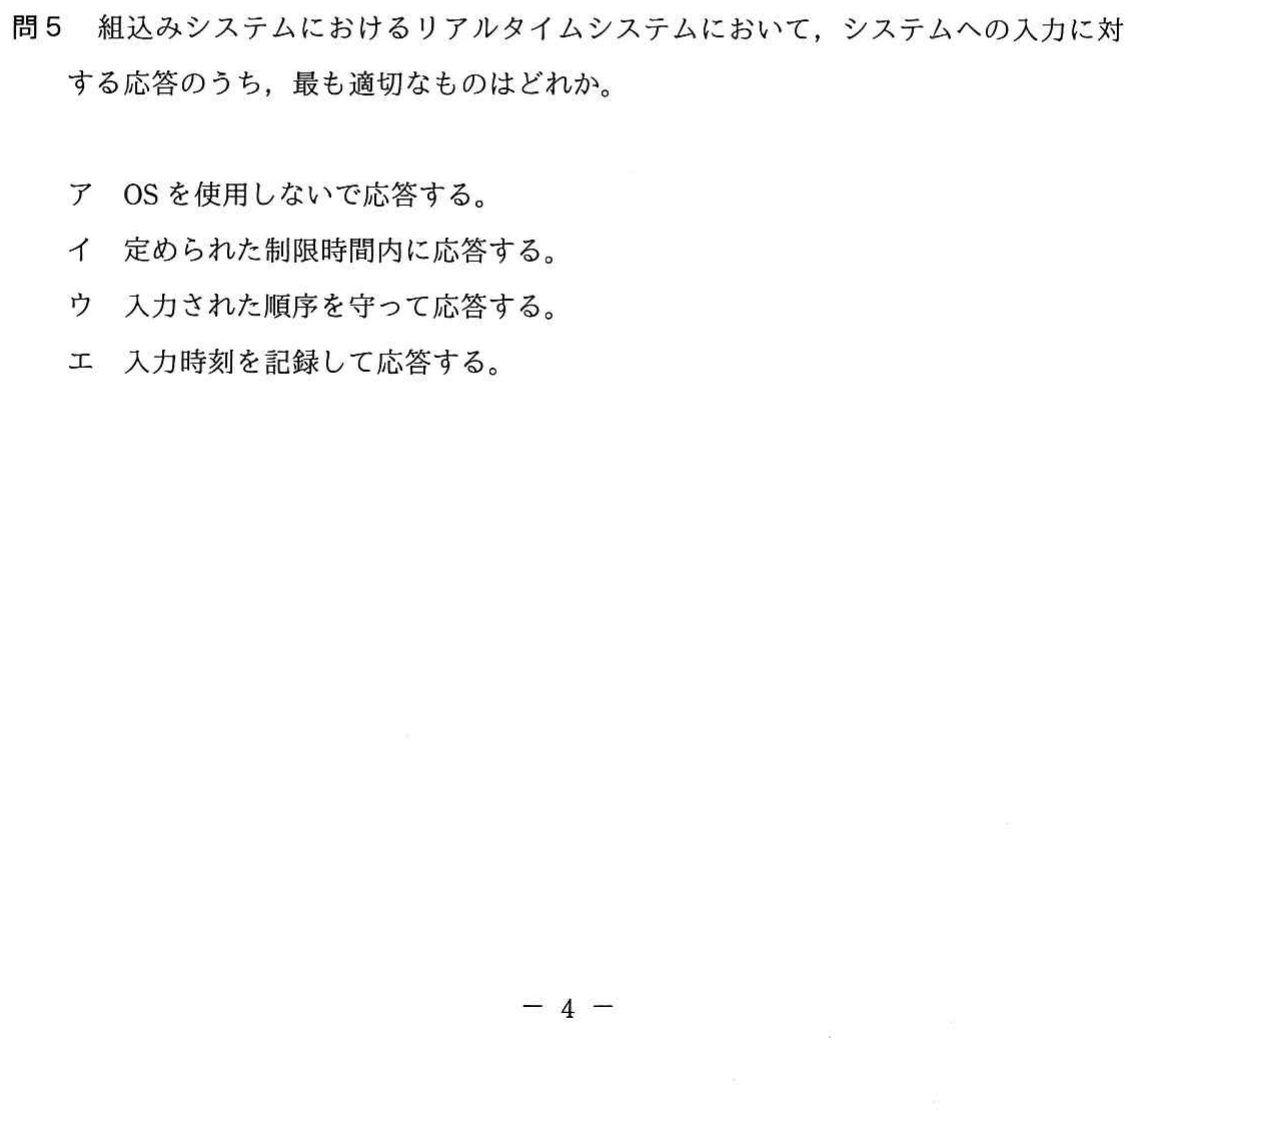 問5　組込みシステムにおけるリアルタイムシステムにおいて，システムへの入力に対
する応答のうち，最も適切なものはどれか。
ア　OS を使用しないで応答する。
イ　定められた制限時間内に応答する。
ウ　入力された順序を守って応答する。
エ　入力時刻を記録して応答する。
－ 4 －